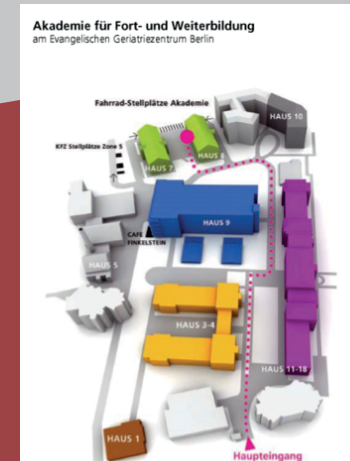 Akademie für Fort- und Weiterbildung
am Evangelischen Geriatriezentrum Berlin
Fahrrad-Stellplätze Akademie
HAUS 10
KFZ Stellplätze Zone 5
HAUS 7
HAUS 8
HAUS 9
CAFE
FINKELSTEIN
HAUS 5
HAUS 3-4
HAUS 11-18
HAUS 1
Haupteingang